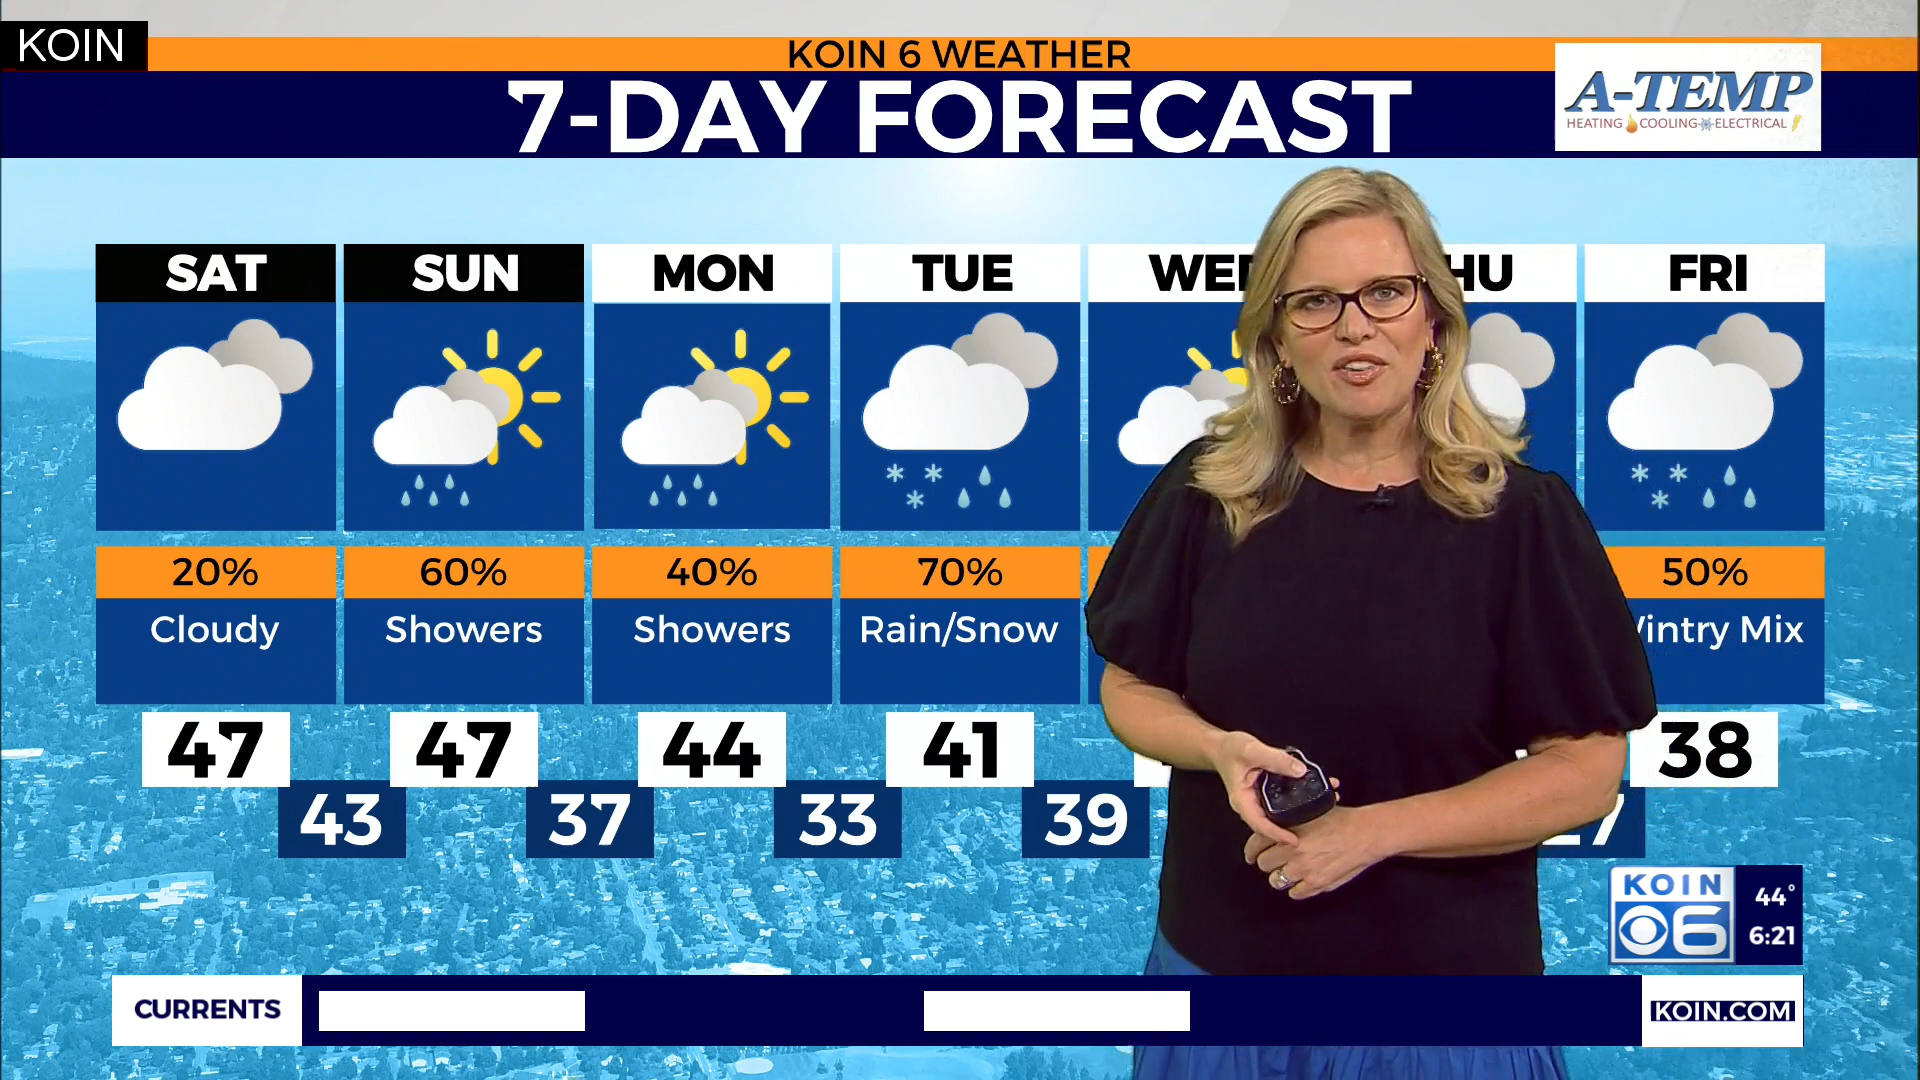 KOIN
KOIN 6 WEATHER
7-DAY FORECAST
A-TEMP
HEATING COOLING ELECTRICAL
SAT SUN MON TUE FRI
20% 60% 40% 70% 50%
Cloudy Showers Showers Rain/Snow Mix
47 47 44 41 38
43 37 33 39
KOIN
6
44°
6:21
CURRENTS
KOIN.COM